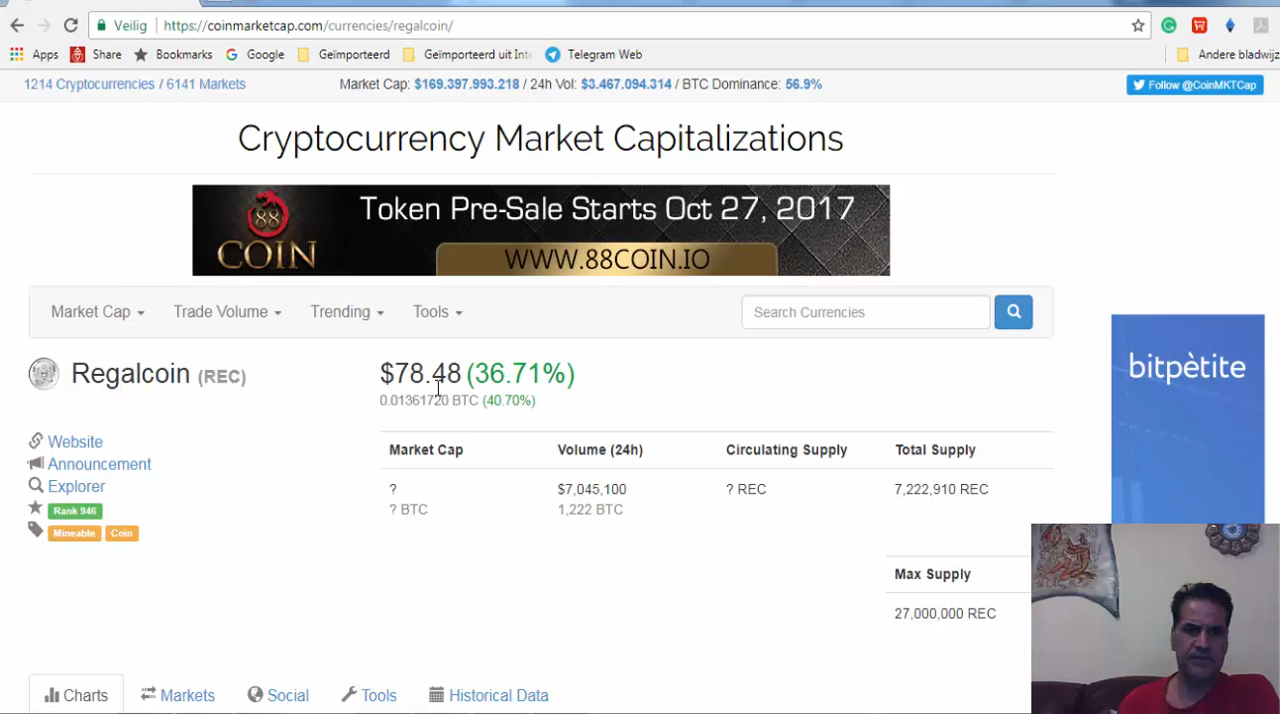 Veilig https://coinmarketcap.com/currencies/regalcoin/
Apps Share Bookmarks Google Geïmporteerd Geïmporteerd uit Inte Telegram Web Andere bladwijz
1214 Cryptocurrencies / 6141 Markets Market Cap: $169.397.993.218 / 24h Vol: $3.467.094.314 / BTC Dominance: 56.9% Follow @CoinMKTCap
Cryptocurrency Market Capitalizations
88
COIN
Token Pre-Sale Starts Oct 27, 2017
WWW.88COIN.IO
Market Cap Trade Volume Trending Tools Search Currencies
bitpètite
Regalcoin (REC) $78.48 (36.71%)
0.01361720 BTC (40.70%)
Website
Announcement
Explorer
Rank 946
Mineable Coin
Market Cap Volume (24h) Circulating Supply Total Supply
? $7,045,100 ? REC 7,222,910 REC
? BTC 1,222 BTC
Max Supply
27,000,000 REC
Charts Markets Social Tools Historical Data